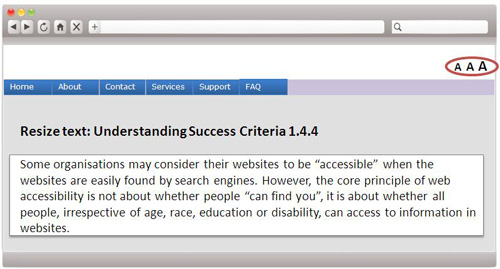 A A A
Home About Contact Services Support FAQ
Resize text: Understanding Success Criteria 1.4.4
Some organisations may consider their websites to be “accessible” when the
websites are easily found by search engines. However, the core principle of web
accessibility is not about whether people “can find you”, it is about whether all
people, irrespective of age, race, education or disability, can access to information in
websites.